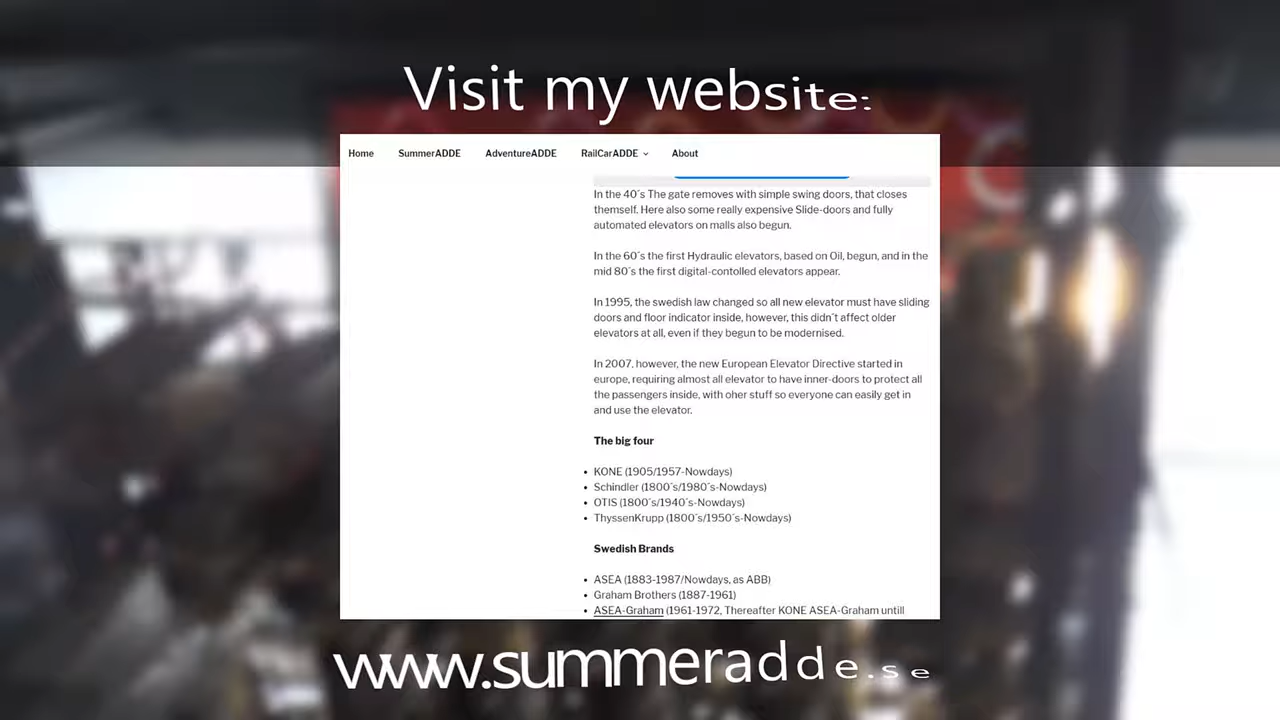 Visit my website:
Home SummerADDE AdventureADDE RailCarADDE About
In the 40´s The gate removes with simple swing doors, that closes
themself. Here also some really expensive Slide-doors and fully
automated elevators on malls also begun.
In the 60´s the first Hydraulic elevators, based on Oil, begun, and in the
mid 80´s the first digital-contolled elevators appear.
In 1995, the swedish law changed so all new elevator must have sliding
doors and floor indicator inside, however, this didn´t affect older
elevators at all, even if they begun to be modernised.
In 2007, however, the new European Elevator Directive started in
europe, requiring almost all elevator to have inner-doors to protect all
the passengers inside, with oher stuff so everyone can easily get in
and use the elevator.
The big four
• KONE (1905/1957-Nowdays)
• Schindler (1800´s/1980´s-Nowdays)
• OTIS (1800´s/1940´s-Nowdays)
• ThyssenKrupp (1800´s/1950´s-Nowdays)
Swedish Brands
• ASEA (1883-1987/Nowdays, as ABB)
• Graham Brothers (1887-1961)
• ASEA-Graham (1961-1972, Thereafter KONE ASEA-Graham untill
www.summeradde.se